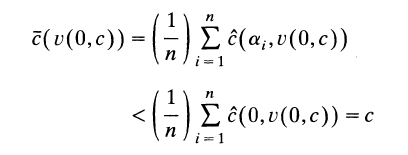 c̄(υ(0,c)) = (1/n) ∑_{i=1}^{n} ĉ(α_i, υ(0,c))
< (1/n) ∑_{i=1}^{n} ĉ(0, υ(0,c)) = c